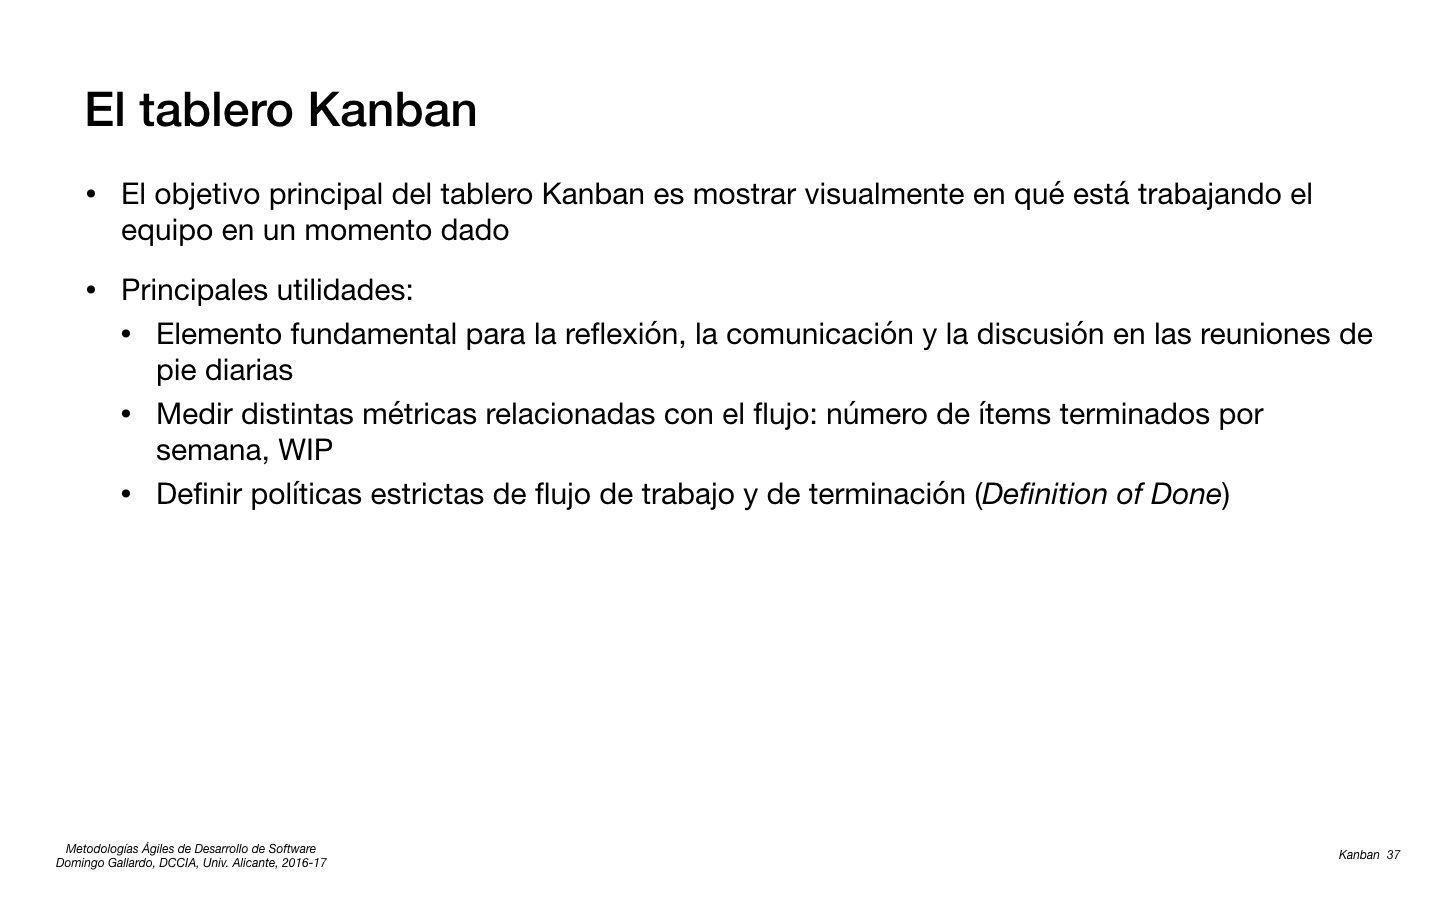 El tablero Kanban
• El objetivo principal del tablero Kanban es mostrar visualmente en qué está trabajando el
equipo en un momento dado
• Principales utilidades:
• Elemento fundamental para la reflexión, la comunicación y la discusión en las reuniones de
pie diarias
• Medir distintas métricas relacionadas con el flujo: número de ítems terminados por
semana, WIP
• Definir políticas estrictas de flujo de trabajo y de terminación (Definition of Done)
Metodologías Ágiles de Desarrollo de Software
Domingo Gallardo, DCCIA, Univ. Alicante, 2016-17
Kanban 37